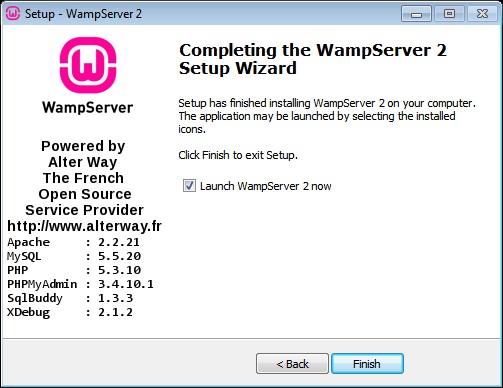 Setup - WampServer 2
WampServer
Powered by
Alter Way
The French
Open Source
Service Provider
http://www.alterway.fr
Apache : 2.2.21
MySQL : 5.5.20
PHP : 5.3.10
PHPMyAdmin : 3.4.10.1
SqlBuddy : 1.3.3
XDebug : 2.1.2
Completing the WampServer 2
Setup Wizard
Setup has finished installing WampServer 2 on your computer.
The application may be launched by selecting the installed
icons.
Click Finish to exit Setup.
Launch WampServer 2 now
< Back
Finish